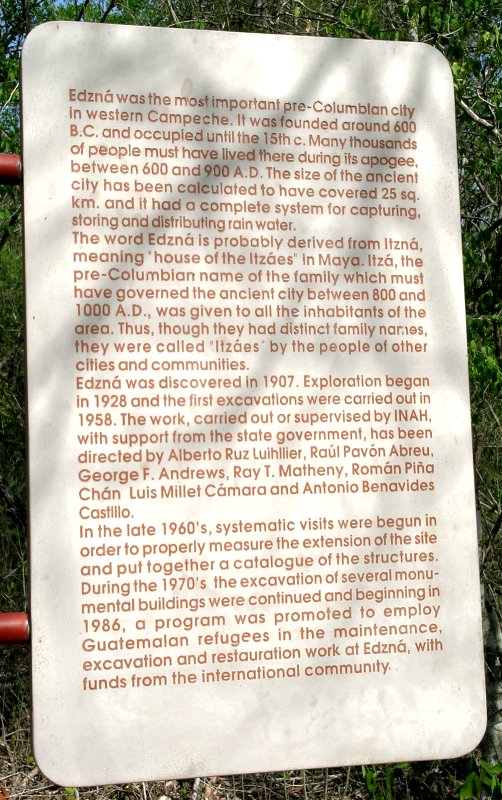 Edzná was the most important pre-Columbian city
in western Campeche. It was founded around 600
B.C. and occupied until the 15th c. Many thousands
of people must have lived there during its apogee,
between 600 and 900 A.D. The size of the ancient
city has been calculated to have covered 25 sq.
km. and it had a complete system for capturing,
storing and distributing rain water.
The word Edzná is probably derived from Itzná,
meaning "house of the Itzáes" in Maya. Itzá, the
pre-Columbian name of the family which must
have governed the ancient city between 800 and
1000 A.D., was given to all the inhabitants of the
area. Thus, though they had distinct family names,
they were called "Itzáes" by the people of other
cities and communities.
Edzná was discovered in 1907. Exploration began
in 1928 and the first excavations were carried out in
1958. The work, carried out or supervised by INAH,
with support from the state government, has been
directed by Alberto Ruz Luihllier, Raúl Pavón Abreu,
George F. Andrews, Ray T. Matheny, Román Piña
Chán Luis Millet Cámara and Antonio Benavides
Castillo.
In the late 1960's, systematic visits were begun in
order to properly measure the extension of the site
and put together a catalogue of the structures.
During the 1970's the excavation of several monu-
mental buildings were continued and beginning in
1986, a program was promoted to employ
Guatemalan refugees in the maintenance,
excavation and restauration work at Edzná, with
funds from the international community.